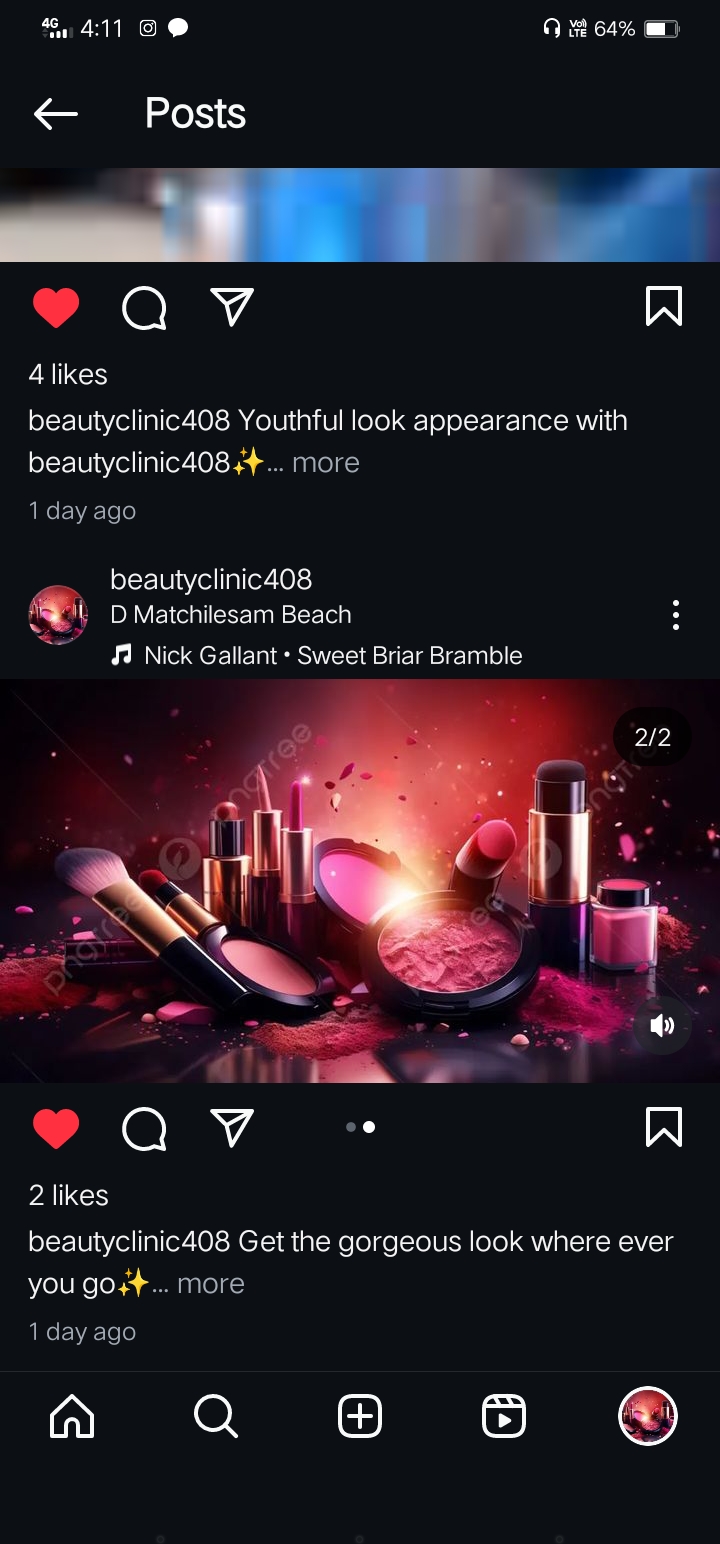 4G 4:11 Vo) LTE 64%
Posts
4 likes
beautyclinic408 Youthful look appearance with
beautyclinic408✨... more
1 day ago
beautyclinic408
D Matchilesam Beach
Nick Gallant • Sweet Briar Bramble
2/2
pngtree
pngtree
2 likes
beautyclinic408 Get the gorgeous look where ever
you go✨... more
1 day ago